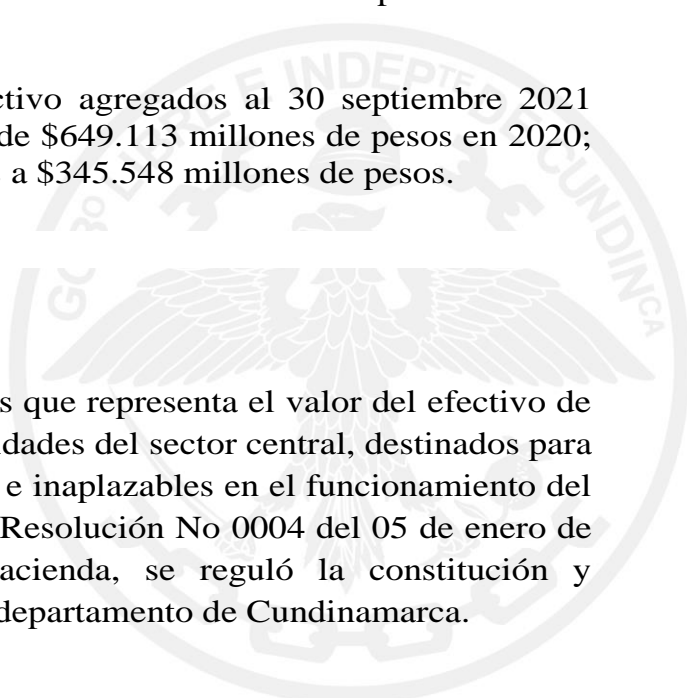 ctivo agregados al 30 septiembre 2021
de $649.113 millones de pesos en 2020;
a $345.548 millones de pesos.
s que representa el valor del efectivo de
idades del sector central, destinados para
e inaplazables en el funcionamiento del
Resolución No 0004 del 05 de enero de
acienda, se reguló la constitución y
departamento de Cundinamarca.